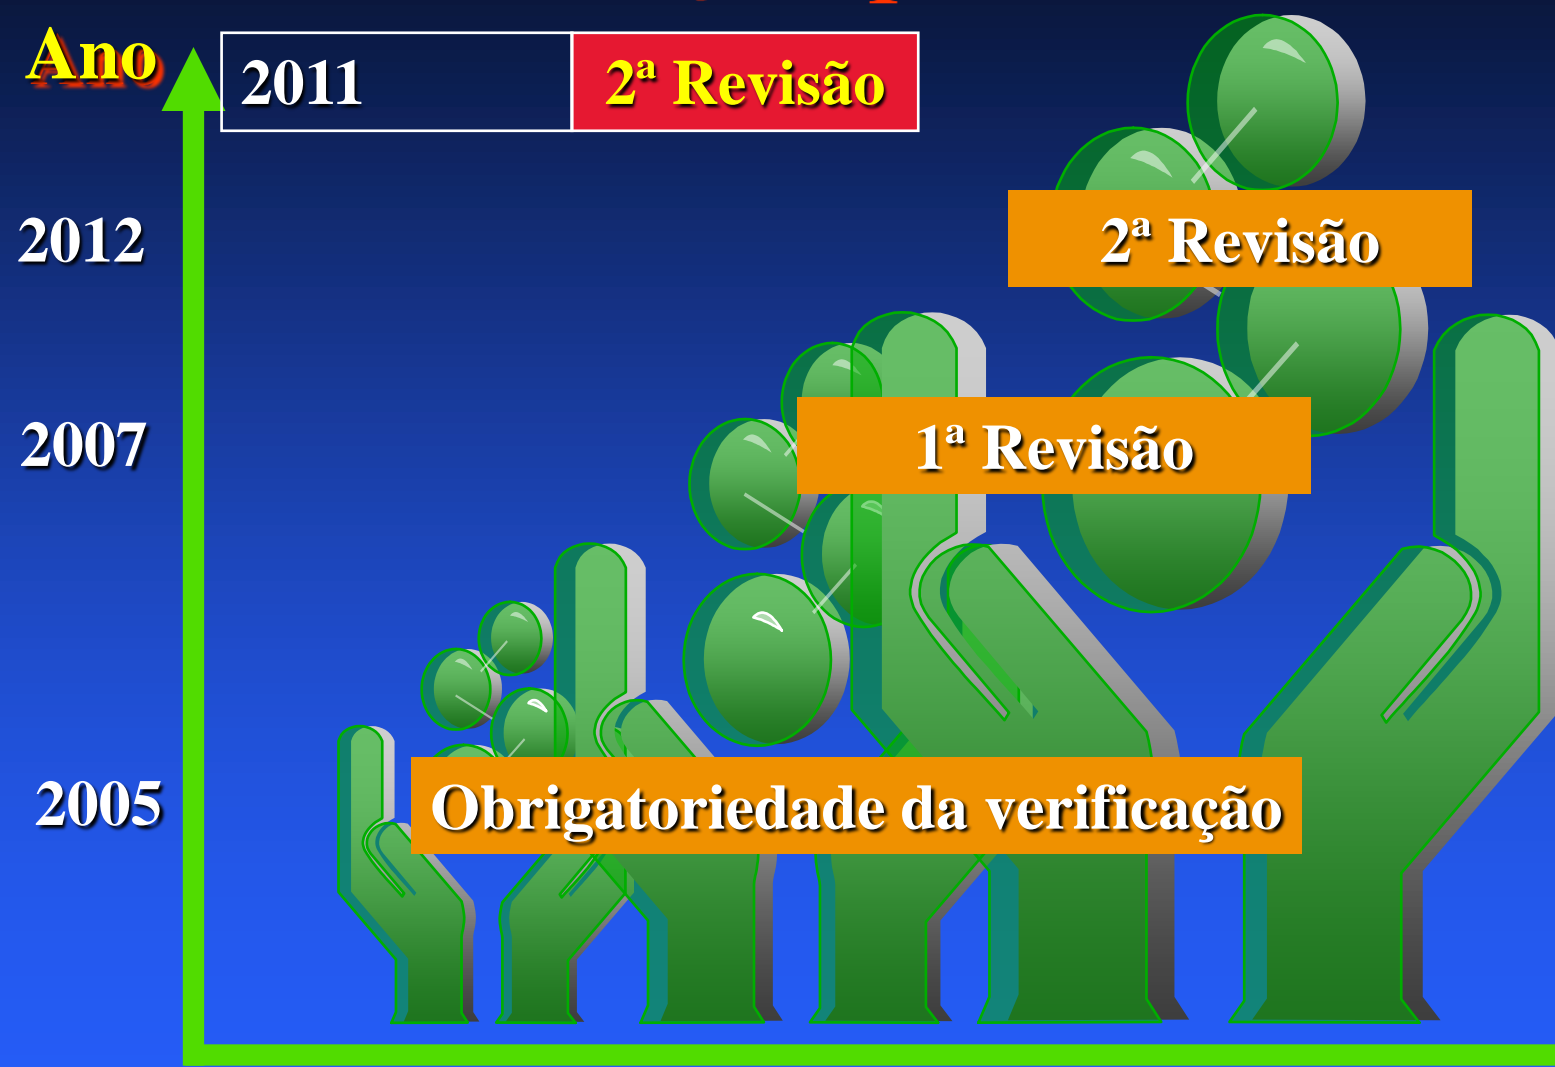 Ano
2011 2ª Revisão
2012 2ª Revisão
2007 1ª Revisão
2005 Obrigatoriedade da verificação